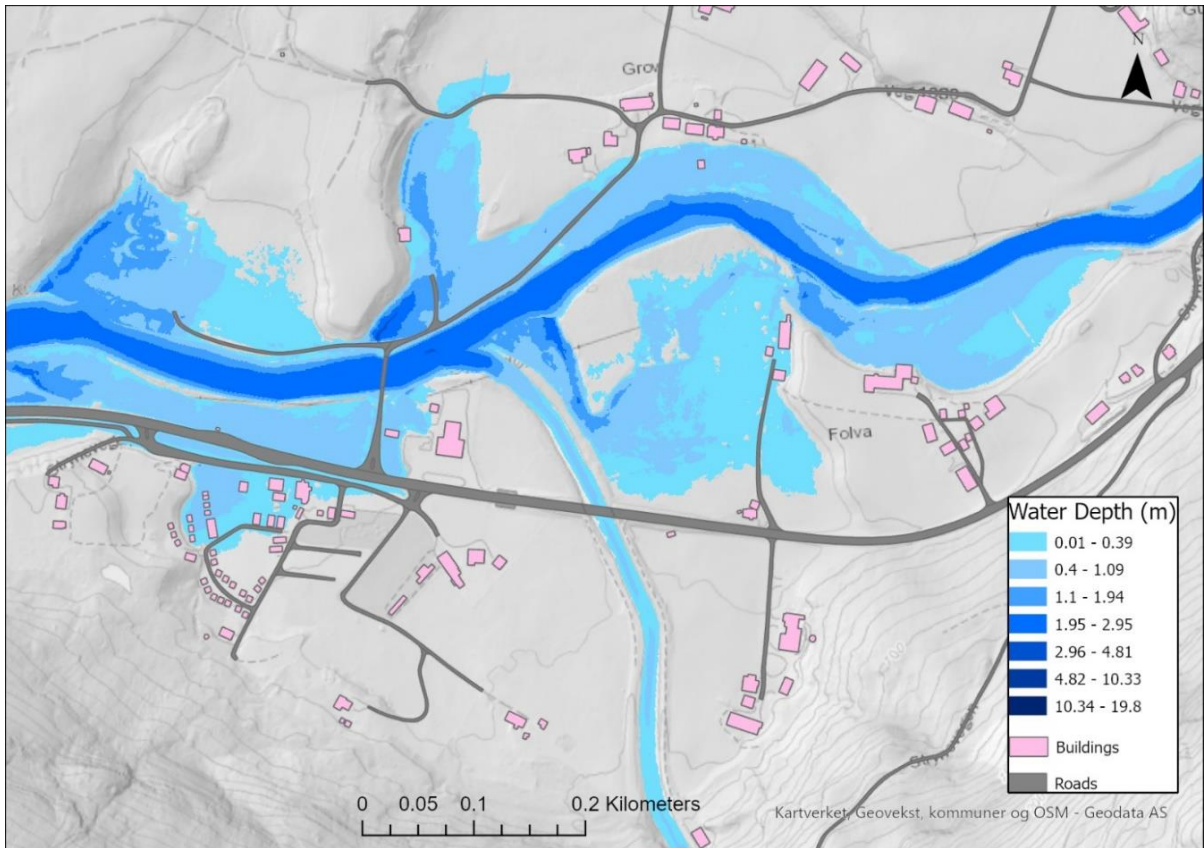 N
Grov
Folva
Water Depth (m)
0.01 - 0.39
0.4 - 1.09
1.1 - 1.94
1.95 - 2.95
2.96 - 4.81
4.82 - 10.33
10.34 - 19.8
Buildings
Roads
0 0.05 0.1 0.2 Kilometers
Kartverket, Geovekst, kommuner og OSM - Geodata AS